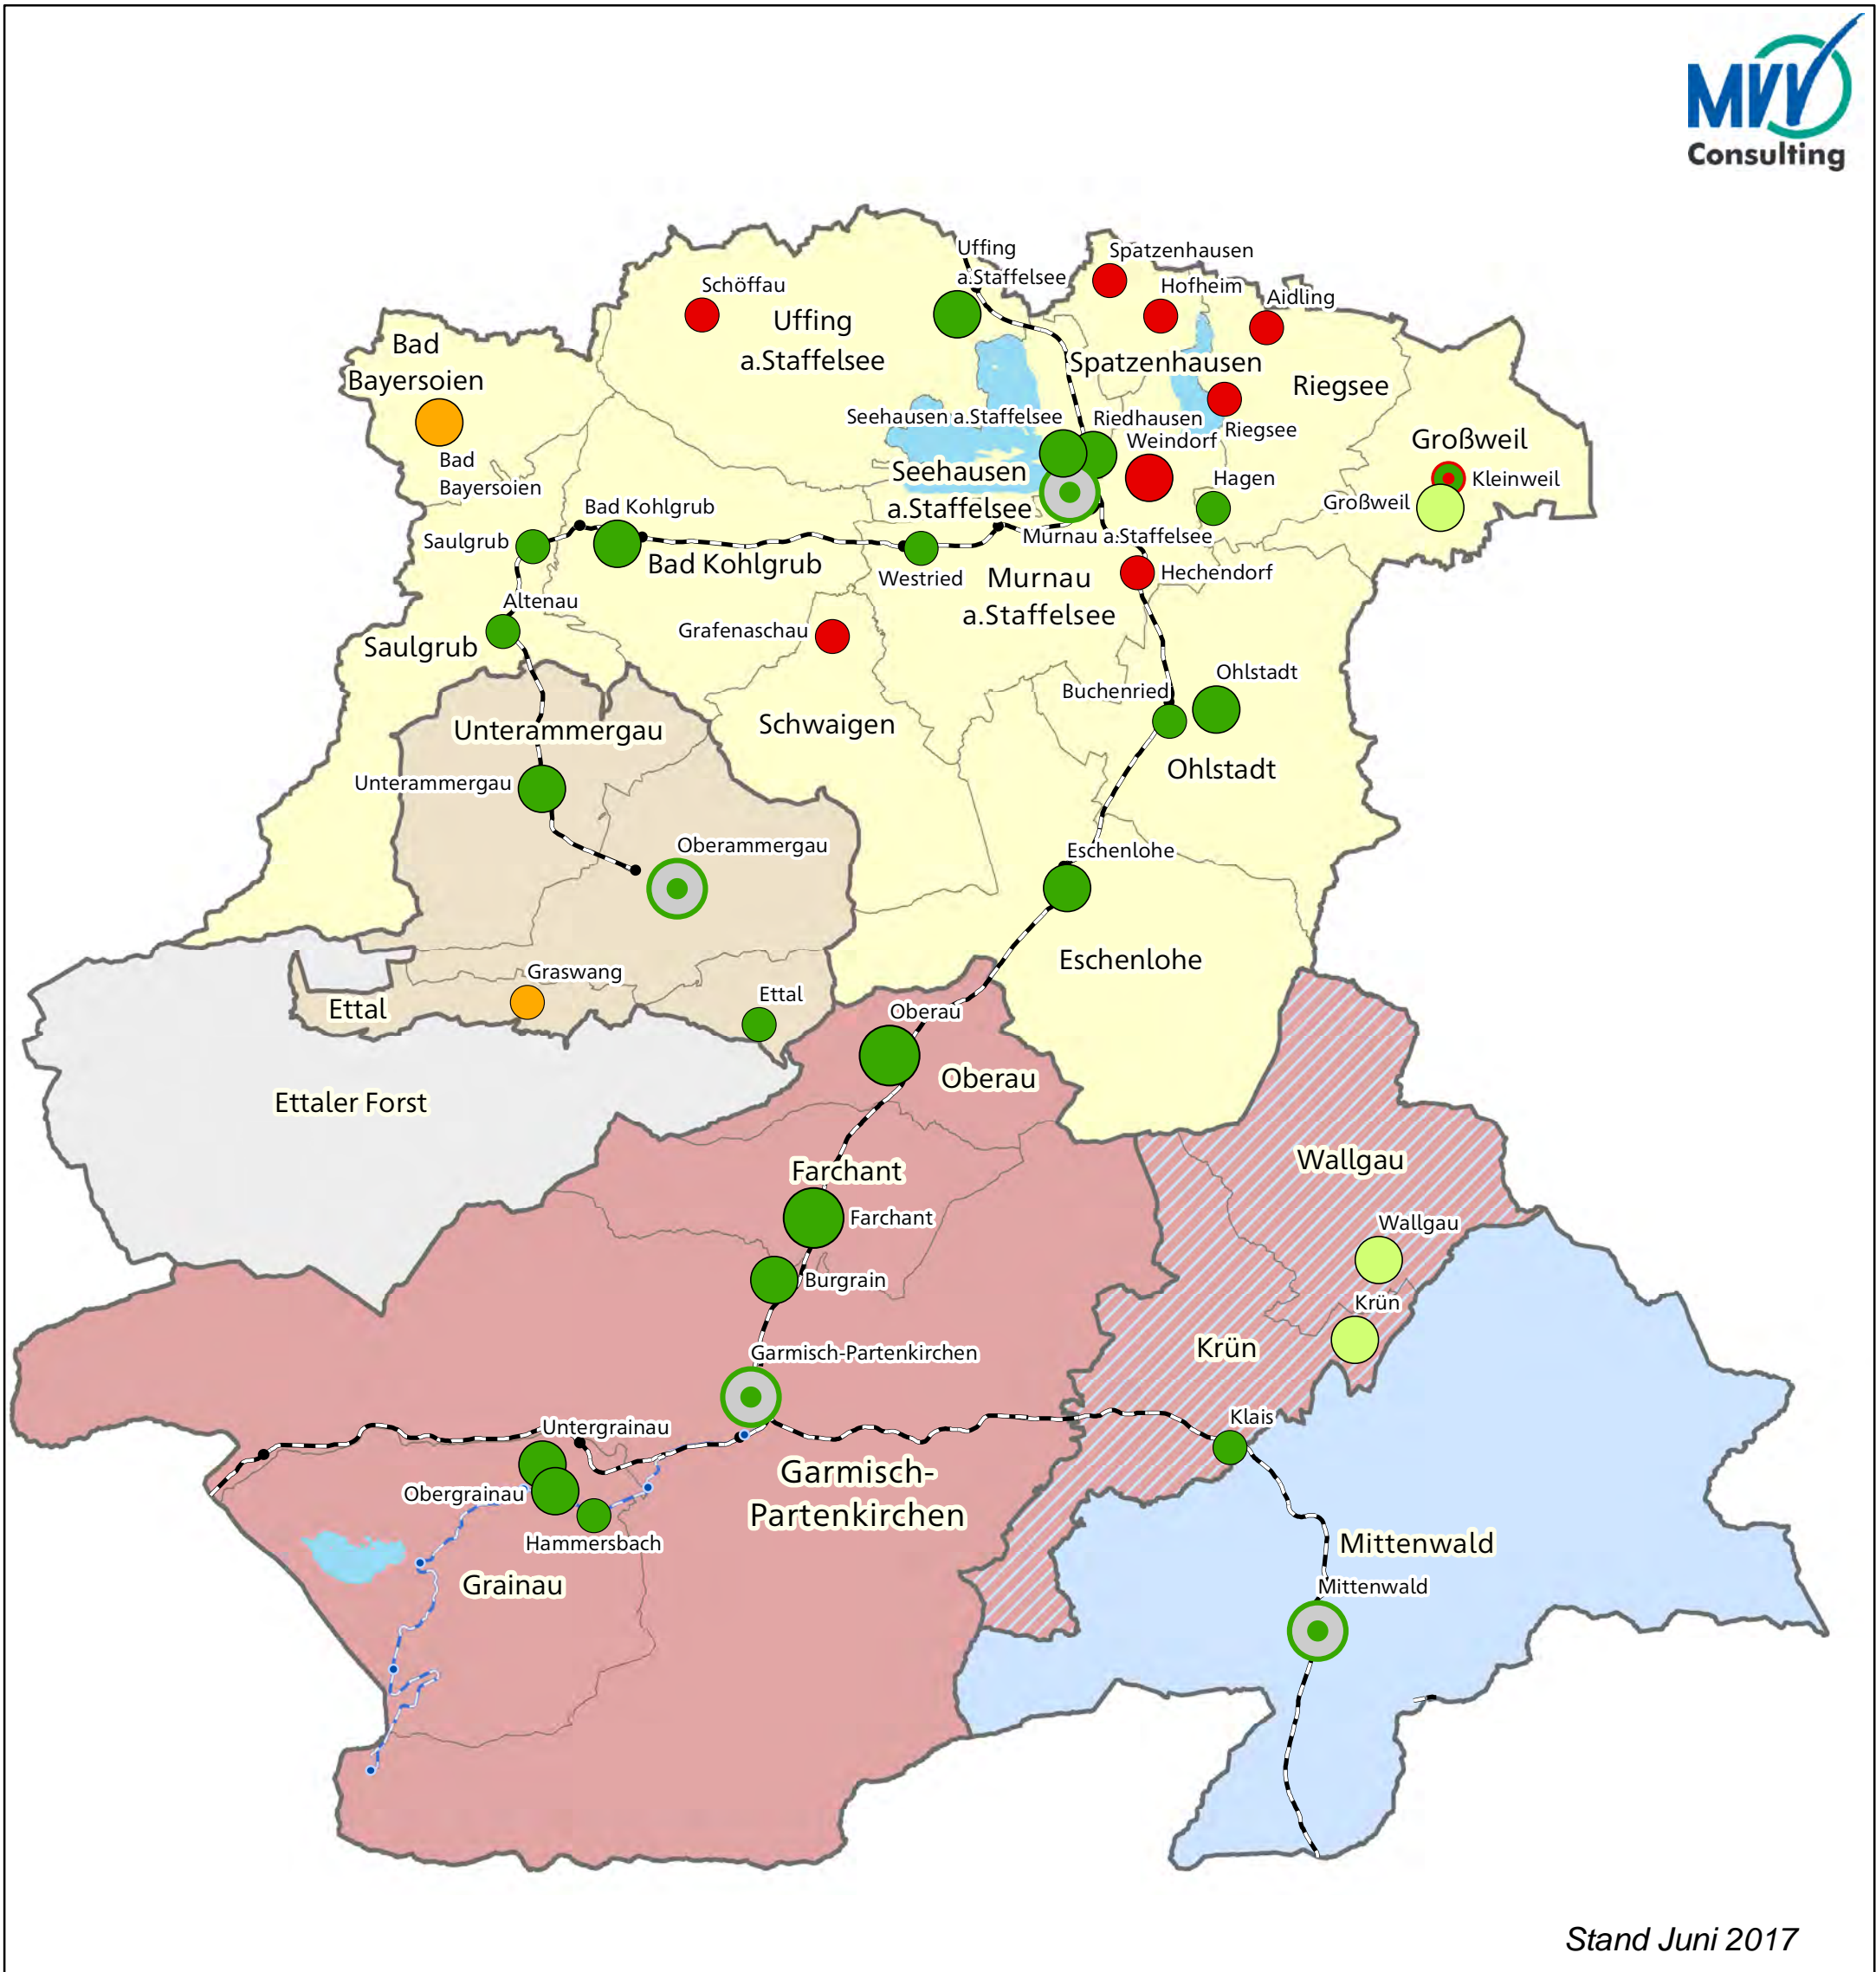 MVV
Consulting
Uffing
a.Staffelsee
Spatzenhausen
Hofheim
Aidling
Schöffau
Uffing
a.Staffelsee
Bad
Bayersoien
Spatzenhausen
Riegsee
Seehausen a.Staffelsee
Riedhausen
Weindorf
Riegsee
Großweil
Bad
Bayersoien
Seehausen
a.Staffelsee
Hagen
Kleinweil
Großweil
Bad Kohlgrub
Saulgrub
Bad Kohlgrub
Murnau a.Staffelsee
Westried
Murnau
a.Staffelsee
Hechendorf
Altenau
Saulgrub
Grafenaschau
Ohlstadt
Buchenried
Schwaigen
Unterammergau
Ohlstadt
Unterammergau
Oberammergau
Eschenlohe
Eschenlohe
Graswang
Ettal
Ettal
Oberau
Oberau
Ettaler Forst
Farchant
Farchant
Wallgau
Wallgau
Burgrain
Krün
Krün
Garmisch-Partenkirchen
Klais
Untergrainau
Obergrainau
Hammersbach
Garmisch-
Partenkirchen
Grainau
Mittenwald
Mittenwald
Stand Juni 2017